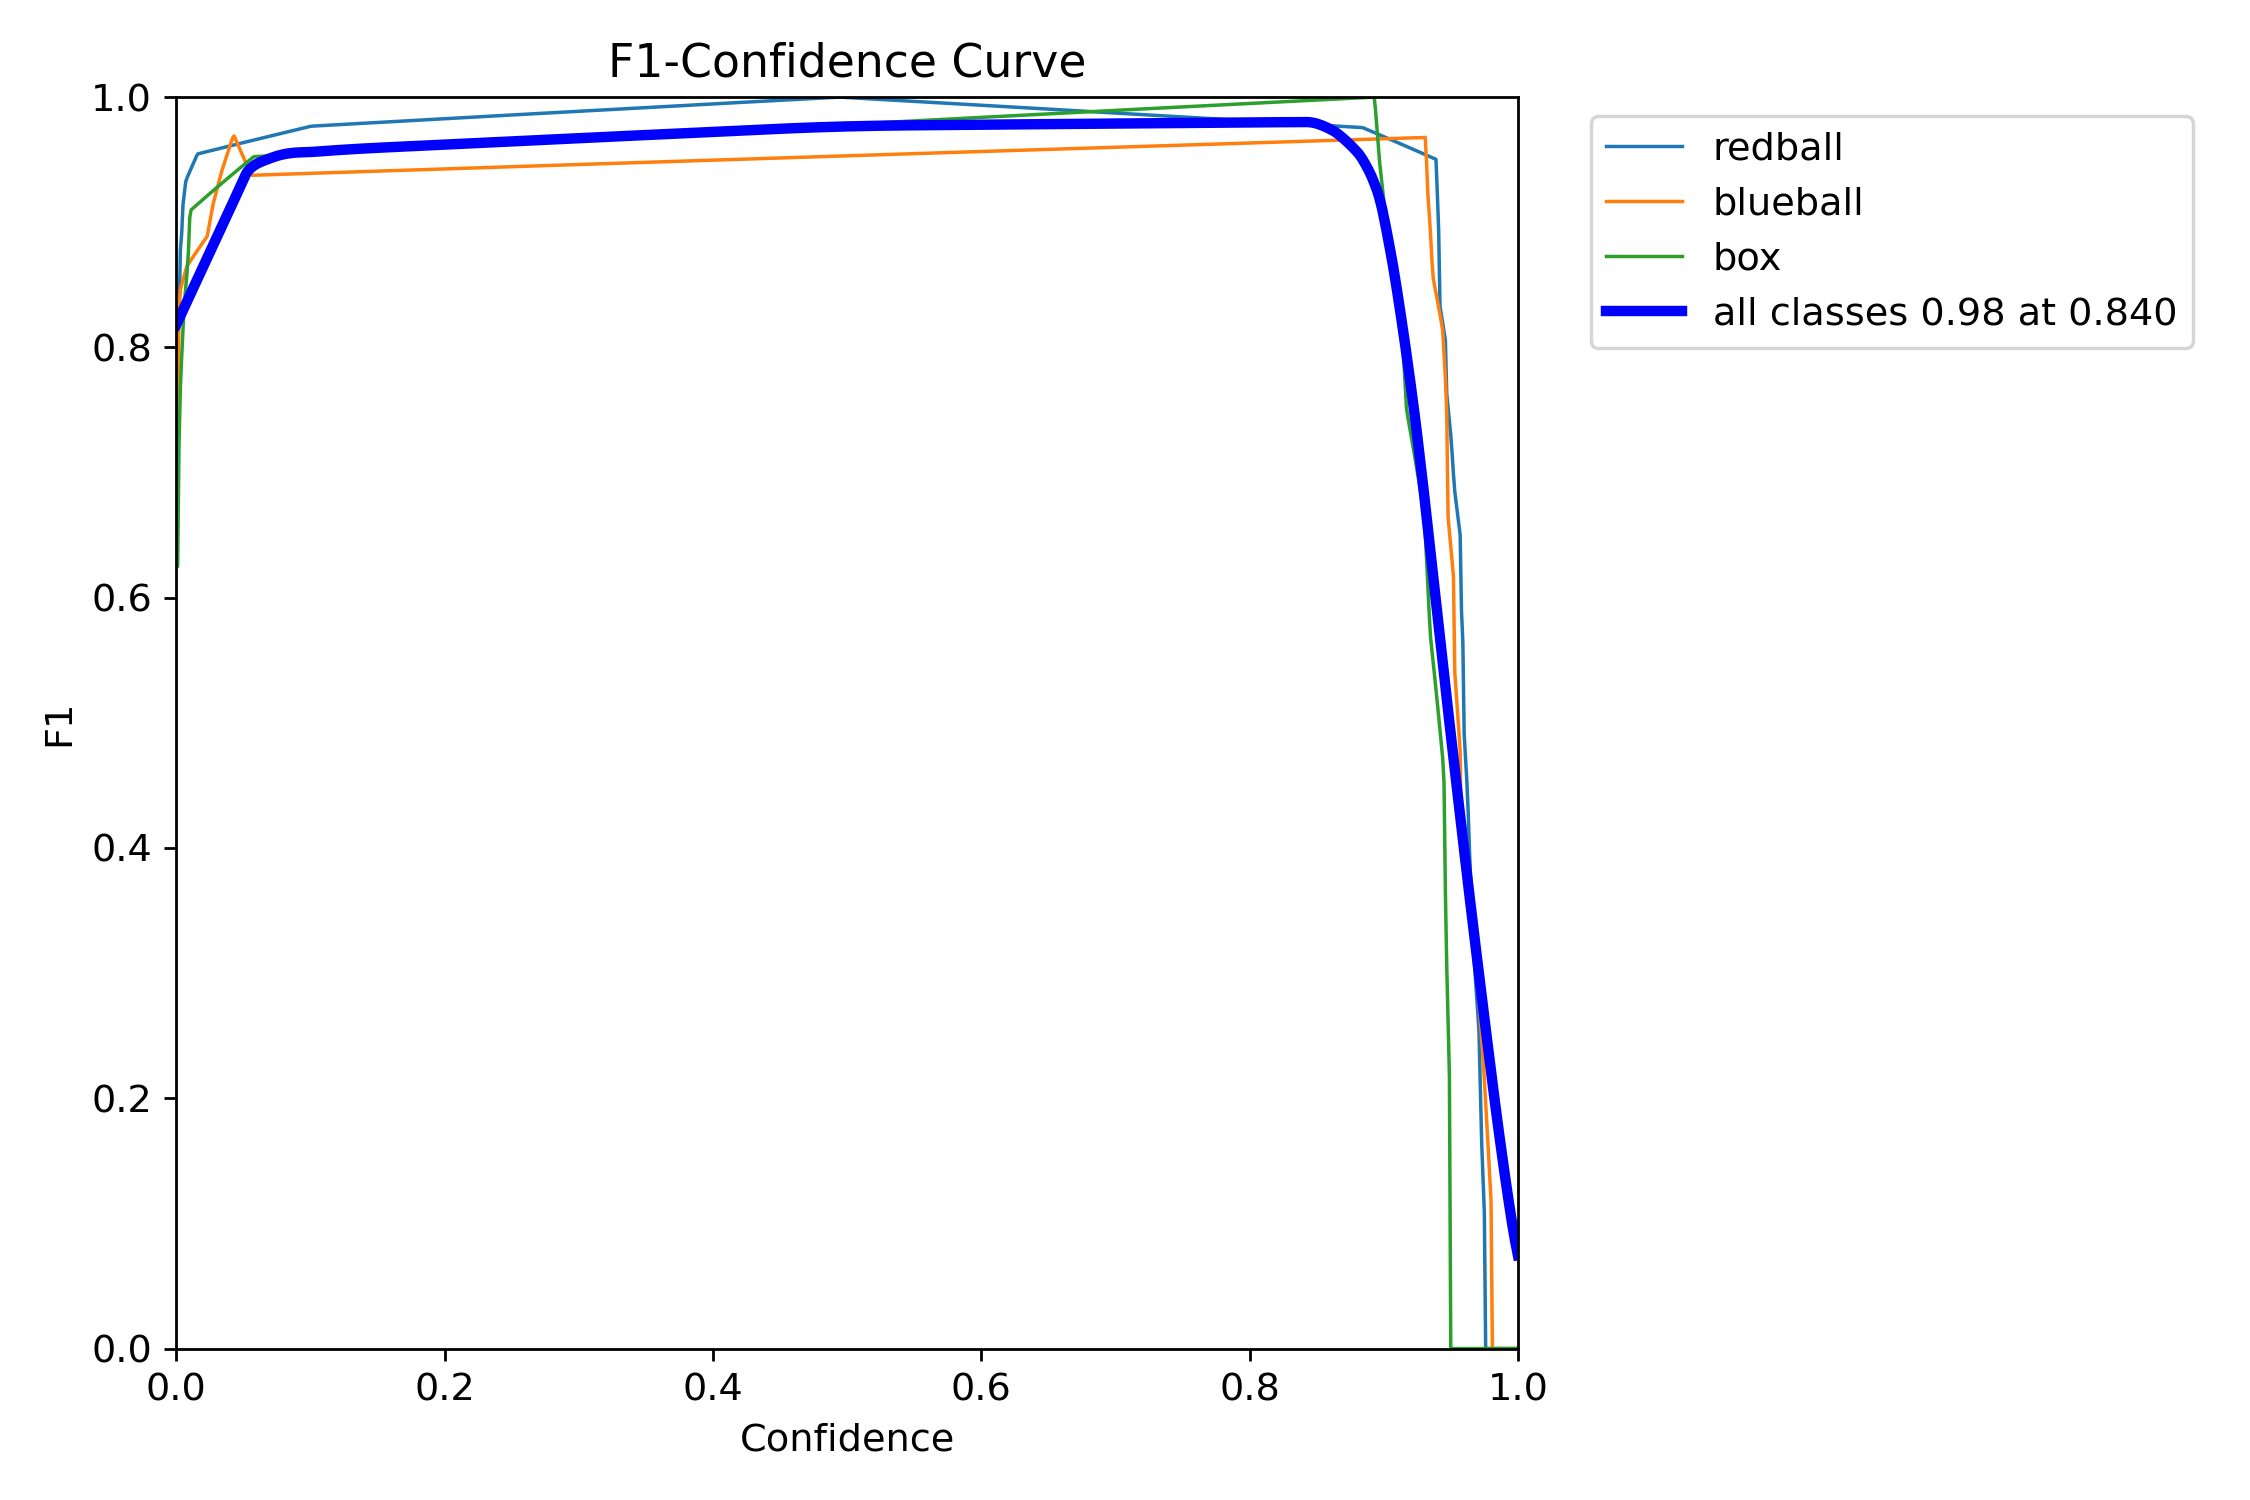 F1-Confidence Curve
1.0
0.8
0.6
0.4
0.2
0.0
F1
0.0 0.2 0.4 0.6 0.8 1.0
Confidence
redball
blueball
box
all classes 0.98 at 0.840